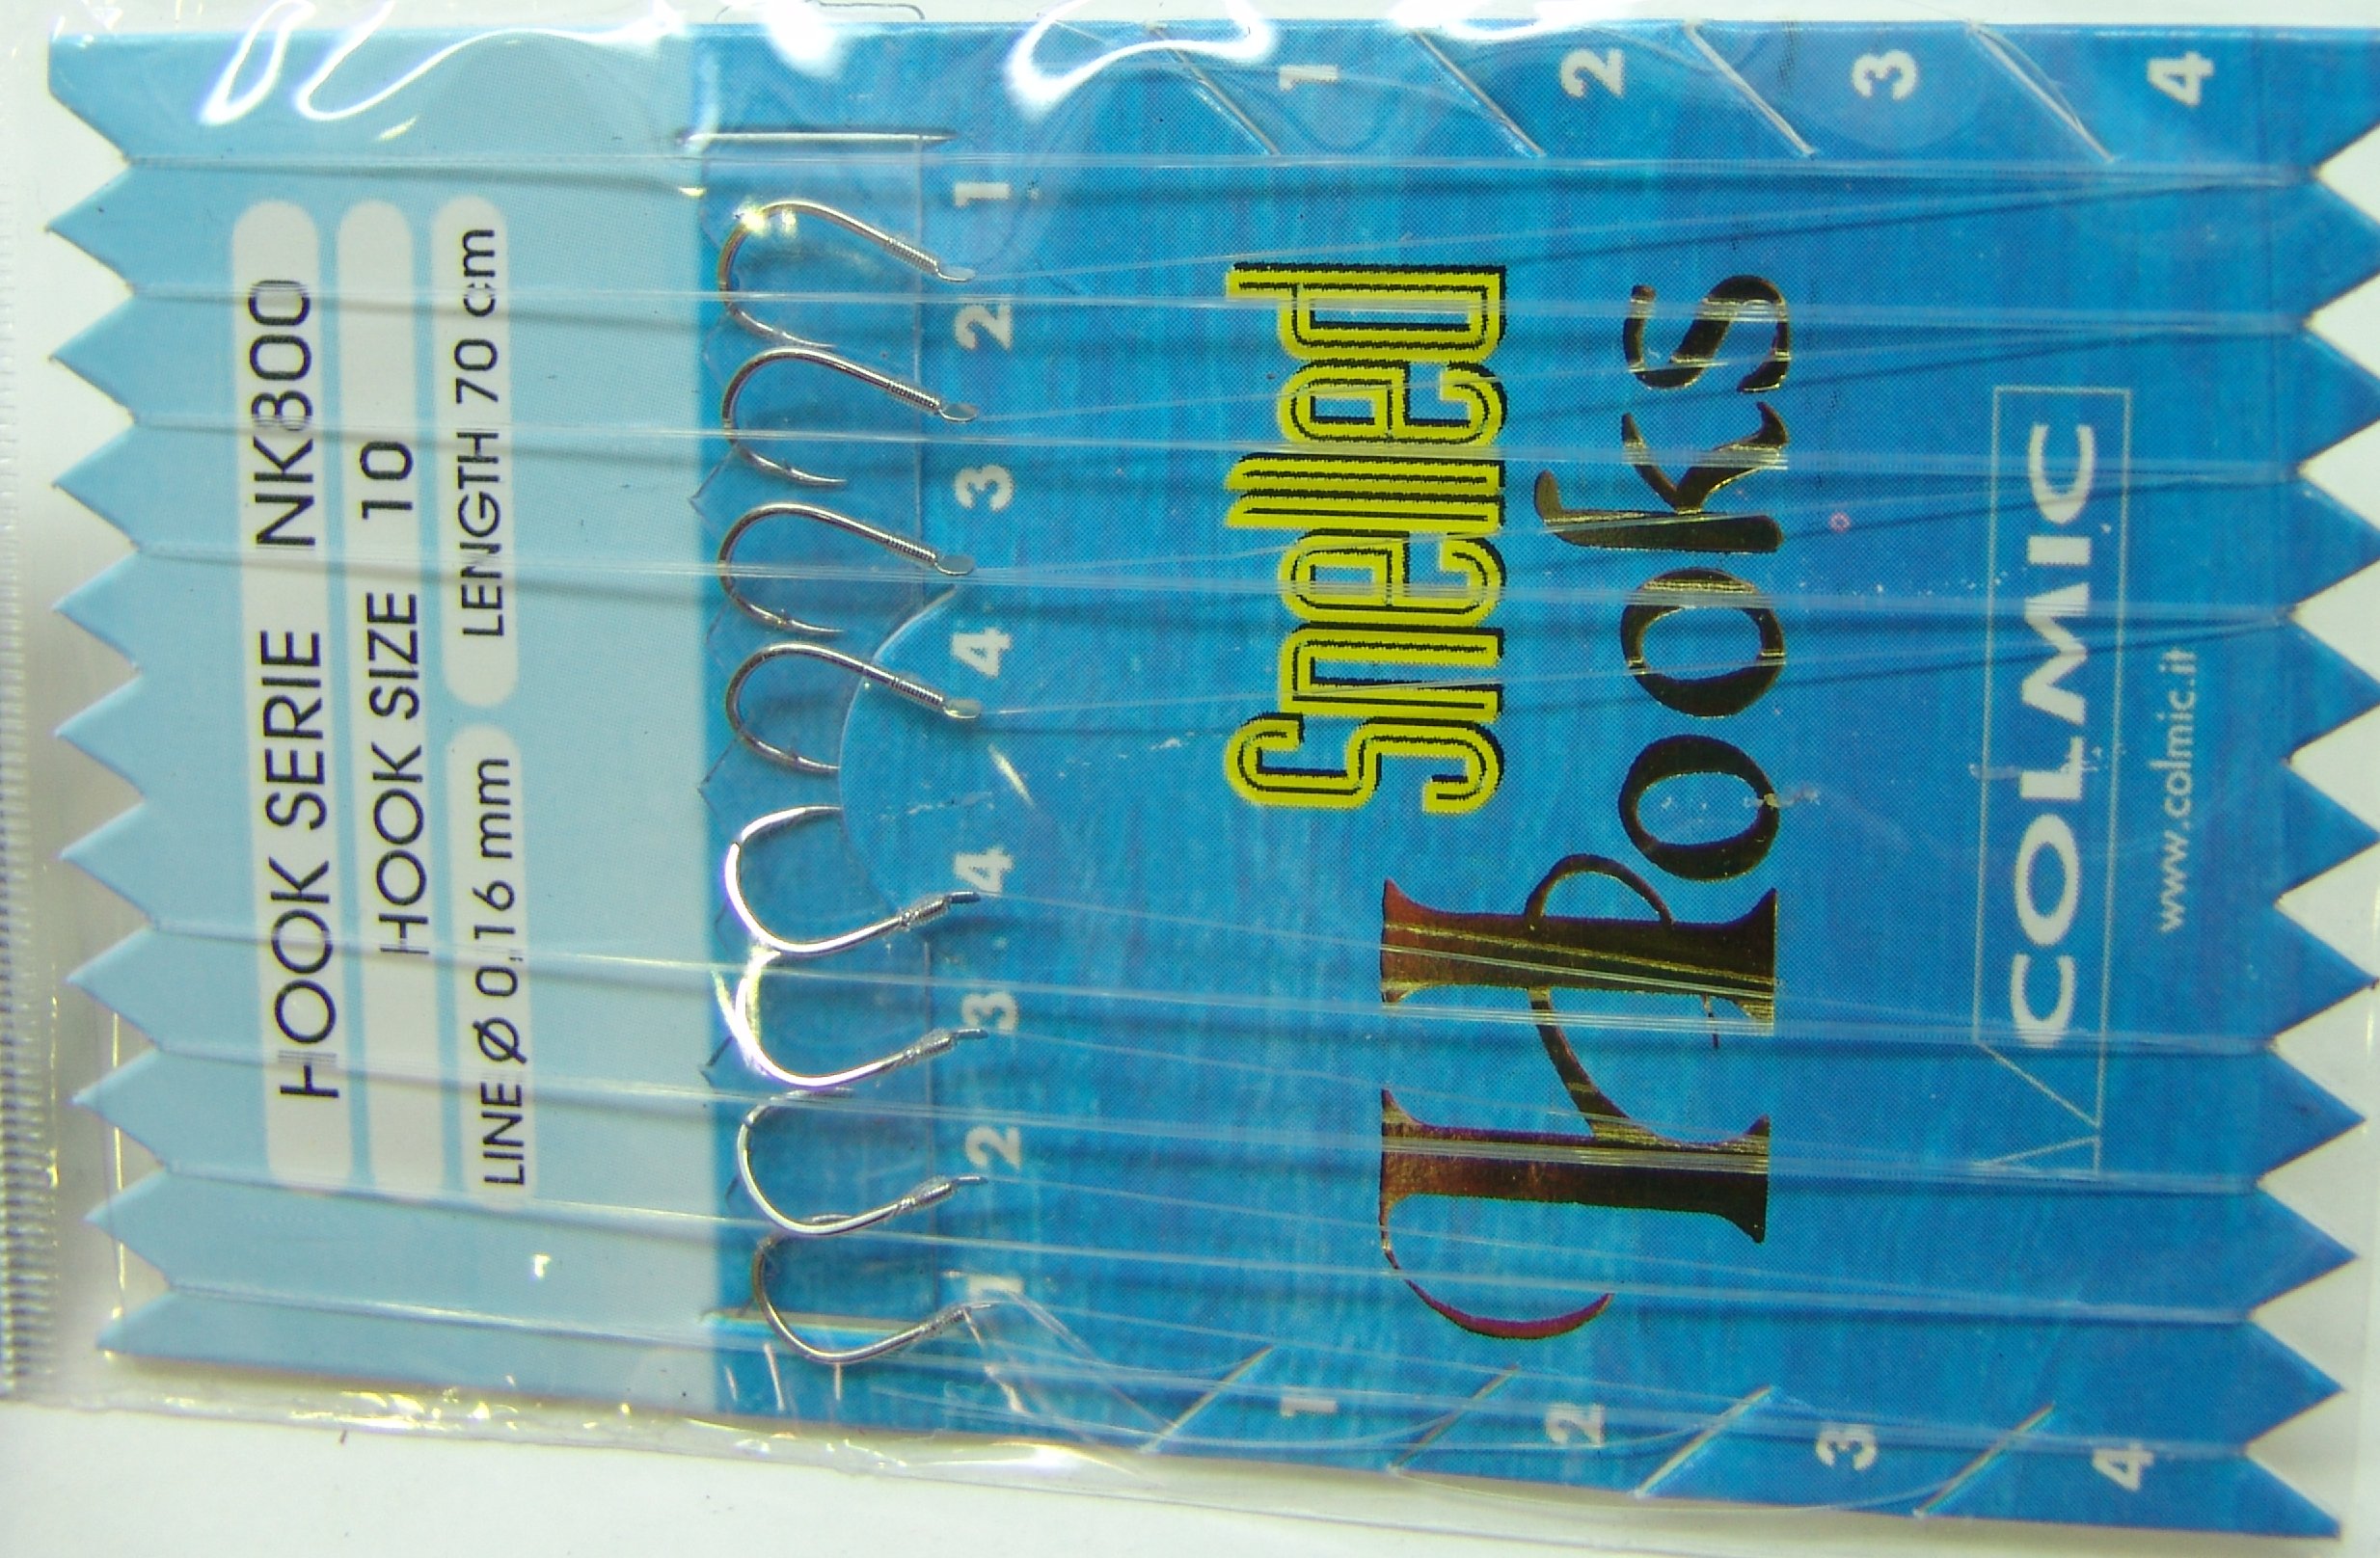 HOOK SERIE NK800
HOOK SIZE 10
LINE Ø 0,16 mm LENGTH 70 cm
1 2 3 4 4 3 2 1
Snelled
Hooks
1 1
2 2
3 3
4 4
COLMIC
www.colmic.it